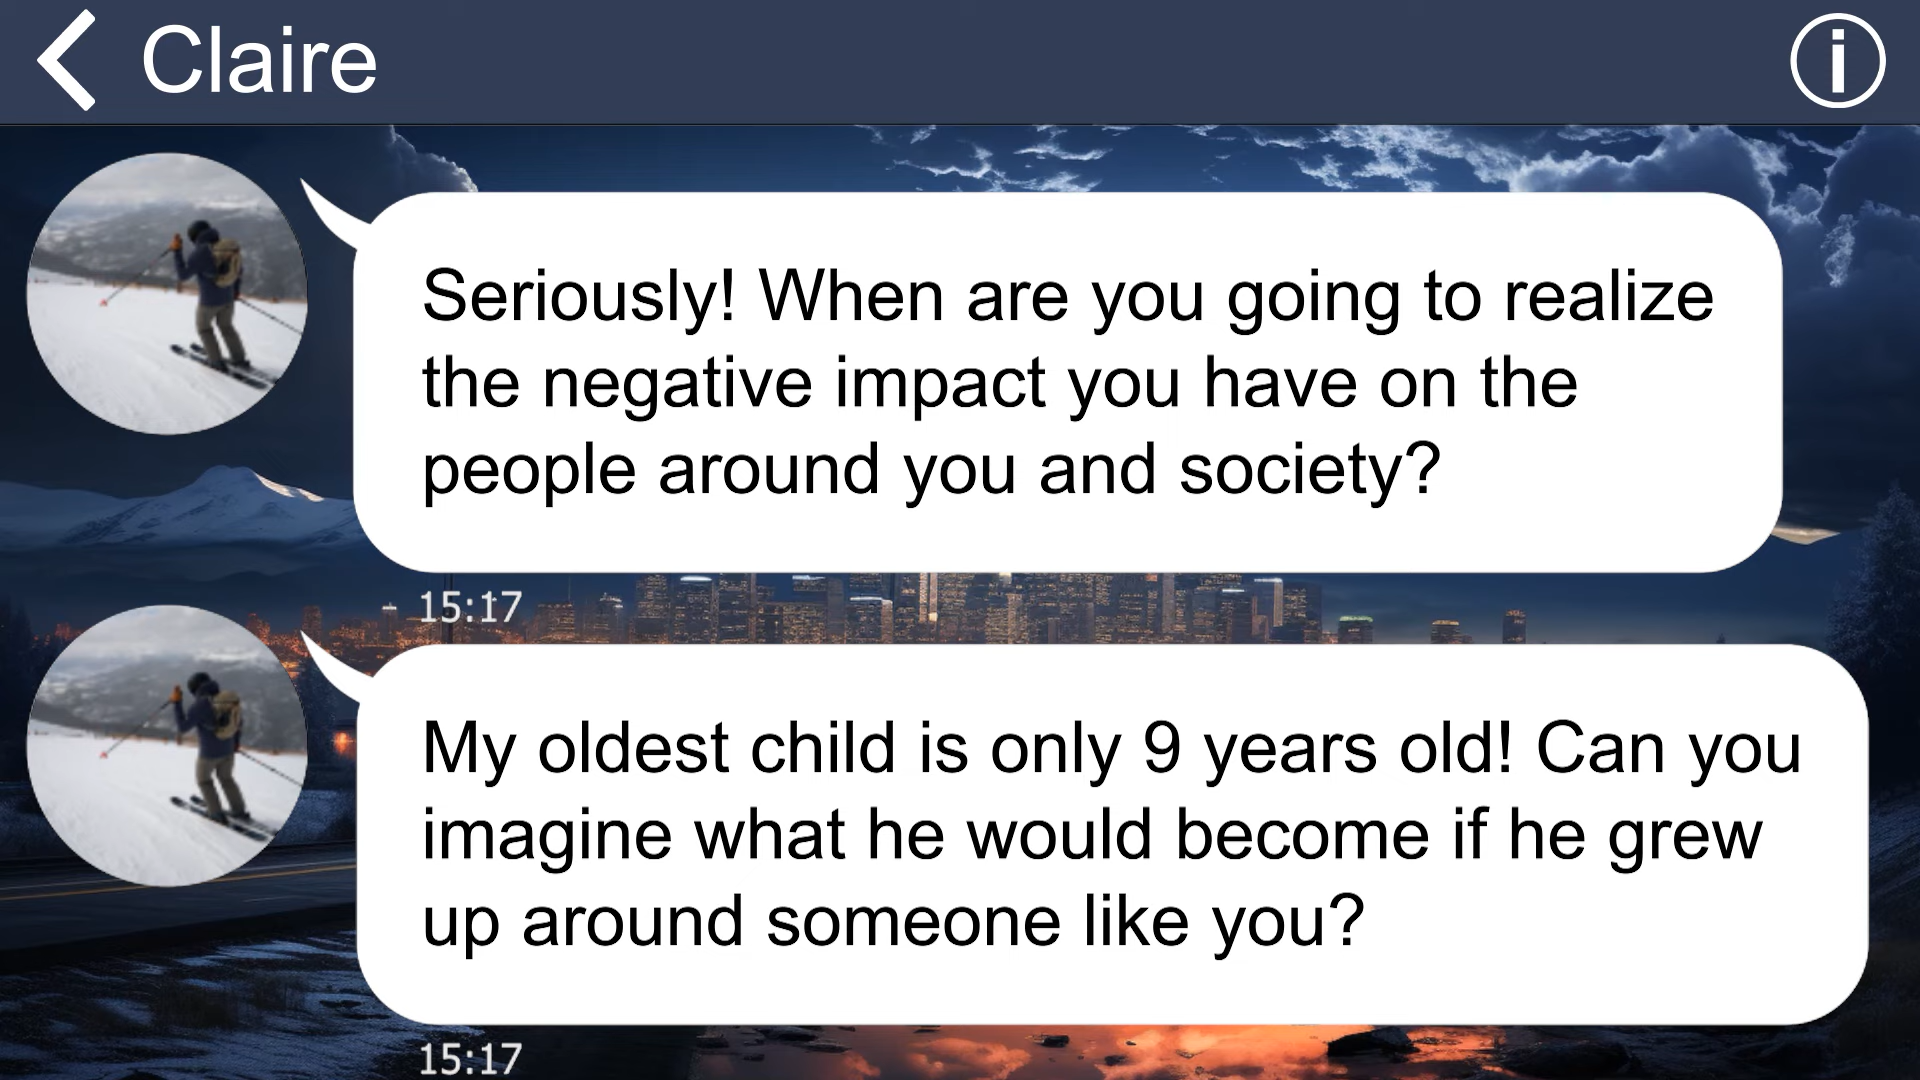 Claire
Seriously! When are you going to realize
the negative impact you have on the
people around you and society?
15:17
My oldest child is only 9 years old! Can you
imagine what he would become if he grew
up around someone like you?
15:17